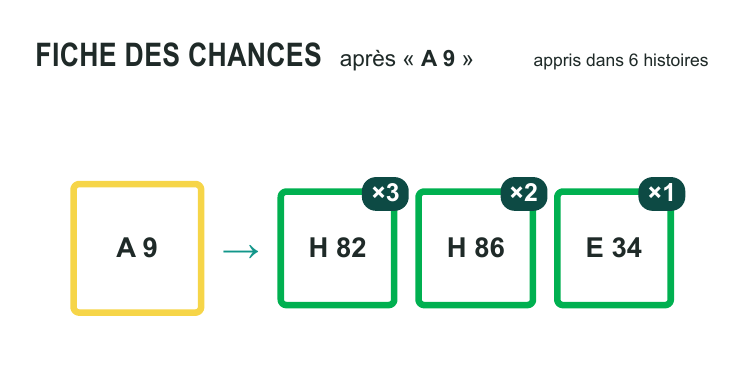 FICHE DES CHANCES après « A 9 » appris dans 6 histoires
×3 ×2 ×1
A 9 → H 82 H 86 E 34